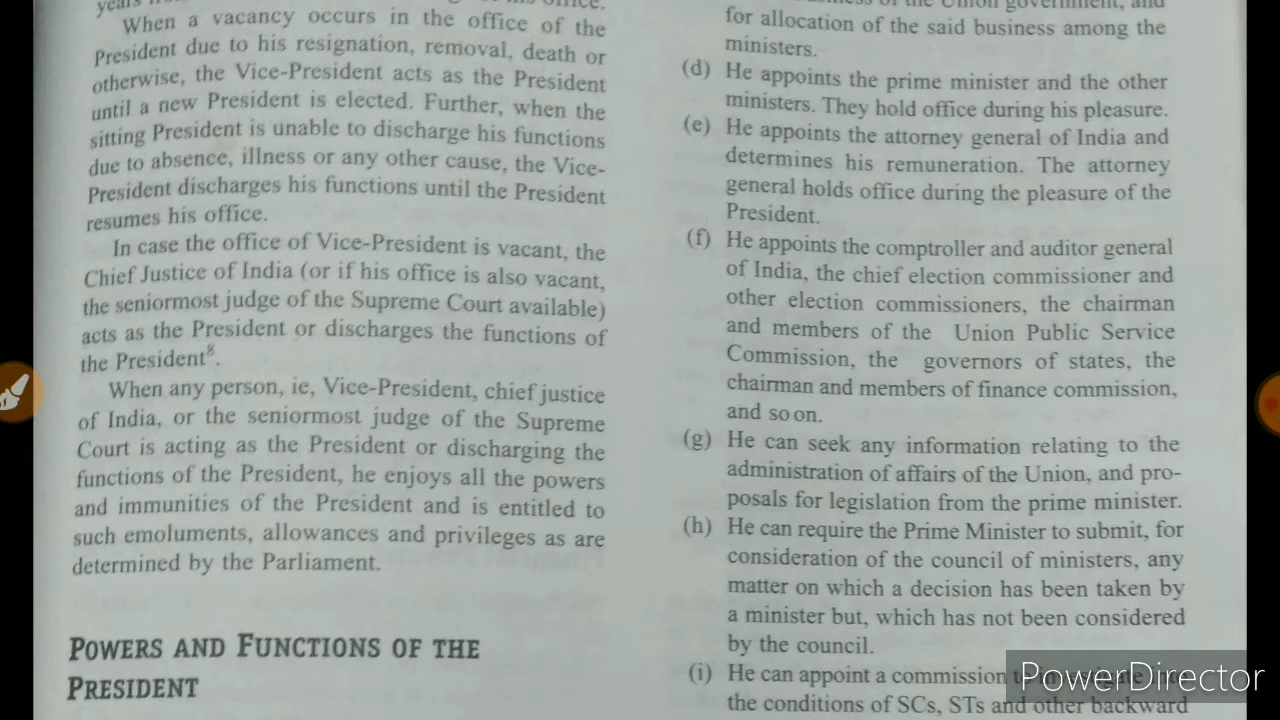 years
When a vacancy occurs in the office of the
President due to his resignation, removal, death or
otherwise, the Vice-President acts as the President
until a new President is elected. Further, when the
sitting President is unable to discharge his functions
due to absence, illness or any other cause, the Vice-
President discharges his functions until the President
resumes his office.
In case the office of Vice-President is vacant, the
Chief Justice of India (or if his office is also vacant,
the seniormost judge of the Supreme Court available)
acts as the President or discharges the functions of
the President⁸.
When any person, ie, Vice-President, chief justice
of India, or the seniormost judge of the Supreme
Court is acting as the President or discharging the
functions of the President, he enjoys all the powers
and immunities of the President and is entitled to
such emoluments, allowances and privileges as are
determined by the Parliament.
POWERS AND FUNCTIONS OF THE
PRESIDENT
of the Union government, and
for allocation of the said business among the
ministers.
(d) He appoints the prime minister and the other
ministers. They hold office during his pleasure.
(e) He appoints the attorney general of India and
determines his remuneration. The attorney
general holds office during the pleasure of the
President.
(f) He appoints the comptroller and auditor general
of India, the chief election commissioner and
other election commissioners, the chairman
and members of the Union Public Service
Commission, the governors of states, the
chairman and members of finance commission,
and so on.
(g) He can seek any information relating to the
administration of affairs of the Union, and pro-
posals for legislation from the prime minister.
(h) He can require the Prime Minister to submit, for
consideration of the council of ministers, any
matter on which a decision has been taken by
a minister but, which has not been considered
by the council.
(i) He can appoint a commission
the conditions of SCs, STs and other backward
PowerDirector